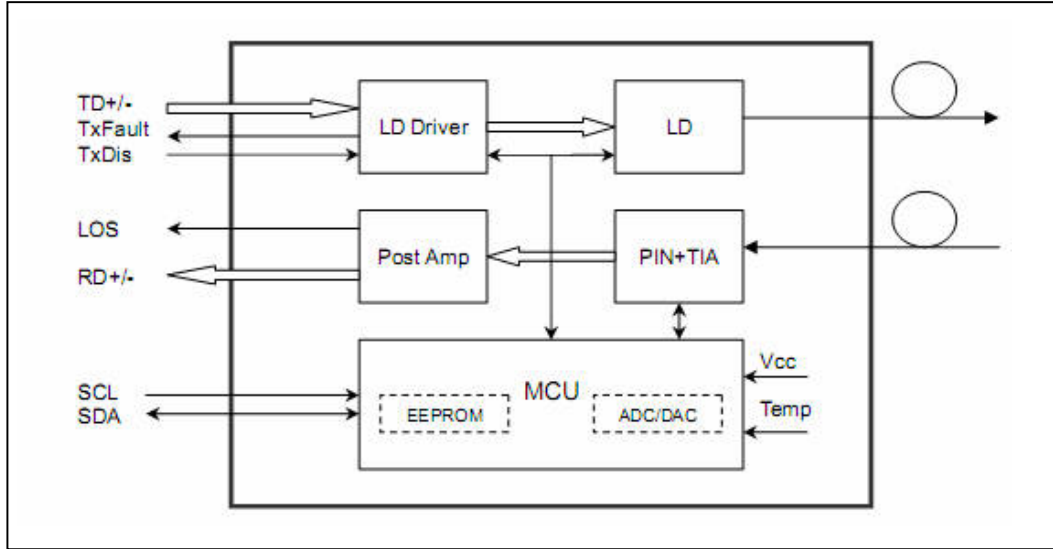 TD+/-
TxFault
TxDis
LD Driver
LD
LOS
RD+/-
Post Amp
PIN+TIA
SCL
SDA
MCU
EEPROM
ADC/DAC
Vcc
Temp